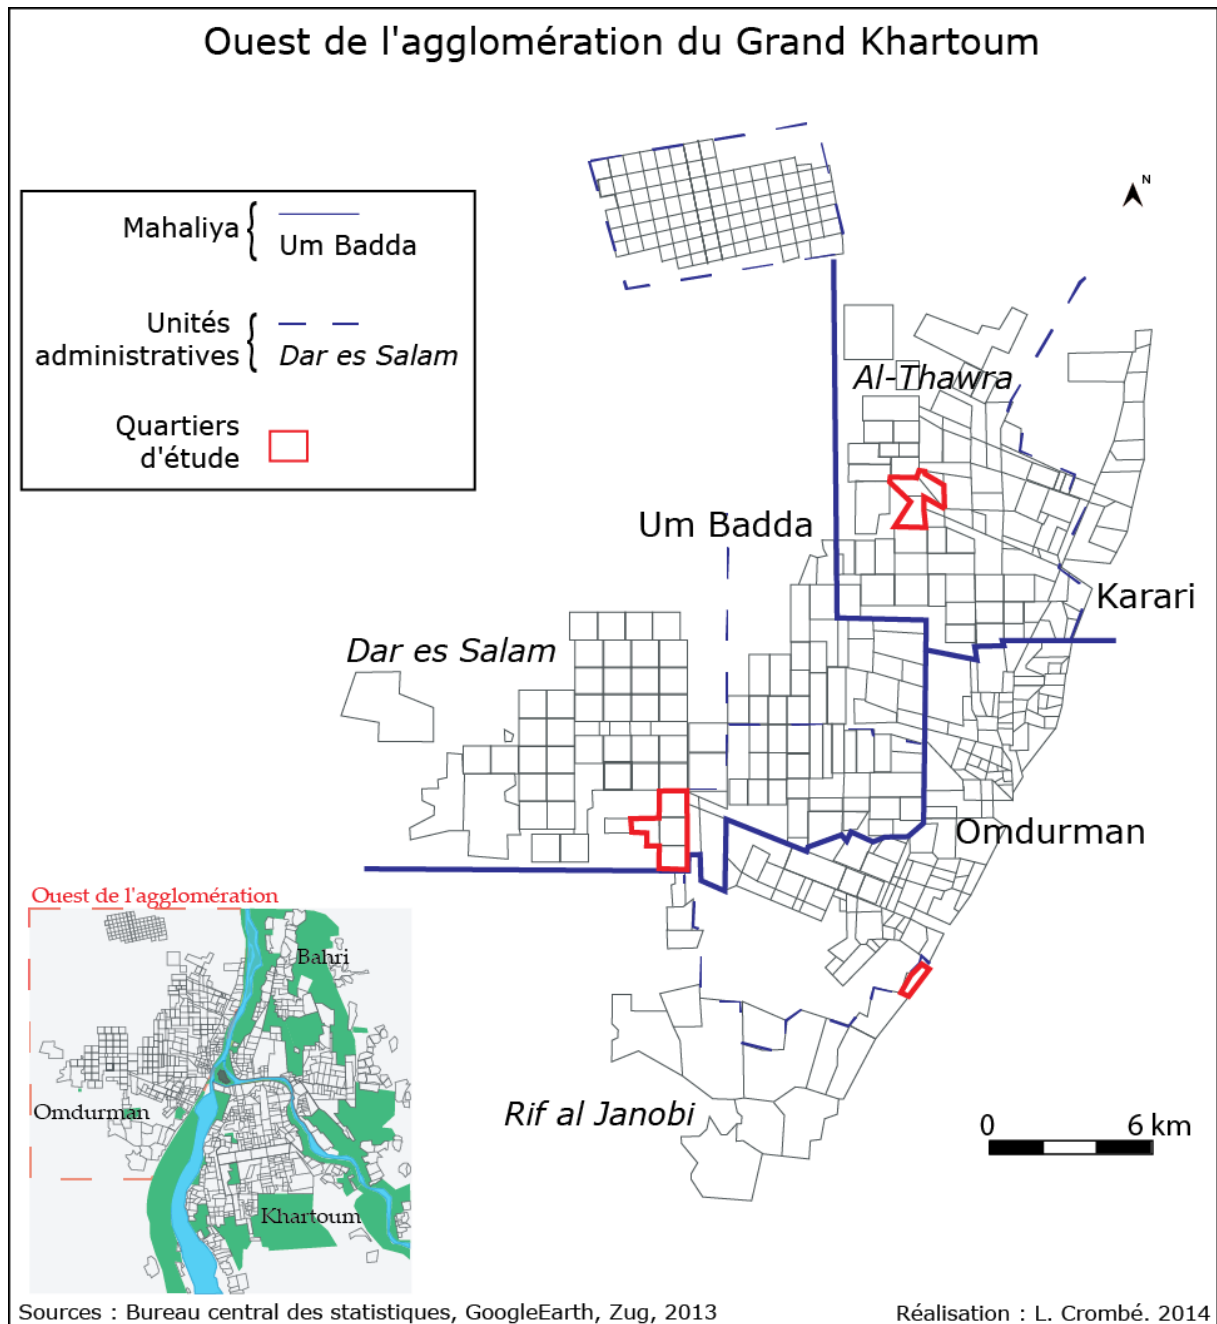 Ouest de l'agglomération du Grand Khartoum
N
Mahaliya
Um Badda
Unités
administratives
Dar es Salam
Quartiers
d'étude
Al-Thawra
Um Badda
Karari
Dar es Salam
Omdurman
Rif al Janobi
0 6 km
Ouest de l'agglomération
Bahri
Omdurman
Khartoum
Sources : Bureau central des statistiques, GoogleEarth, Zug, 2013
Réalisation : L. Crombé. 2014